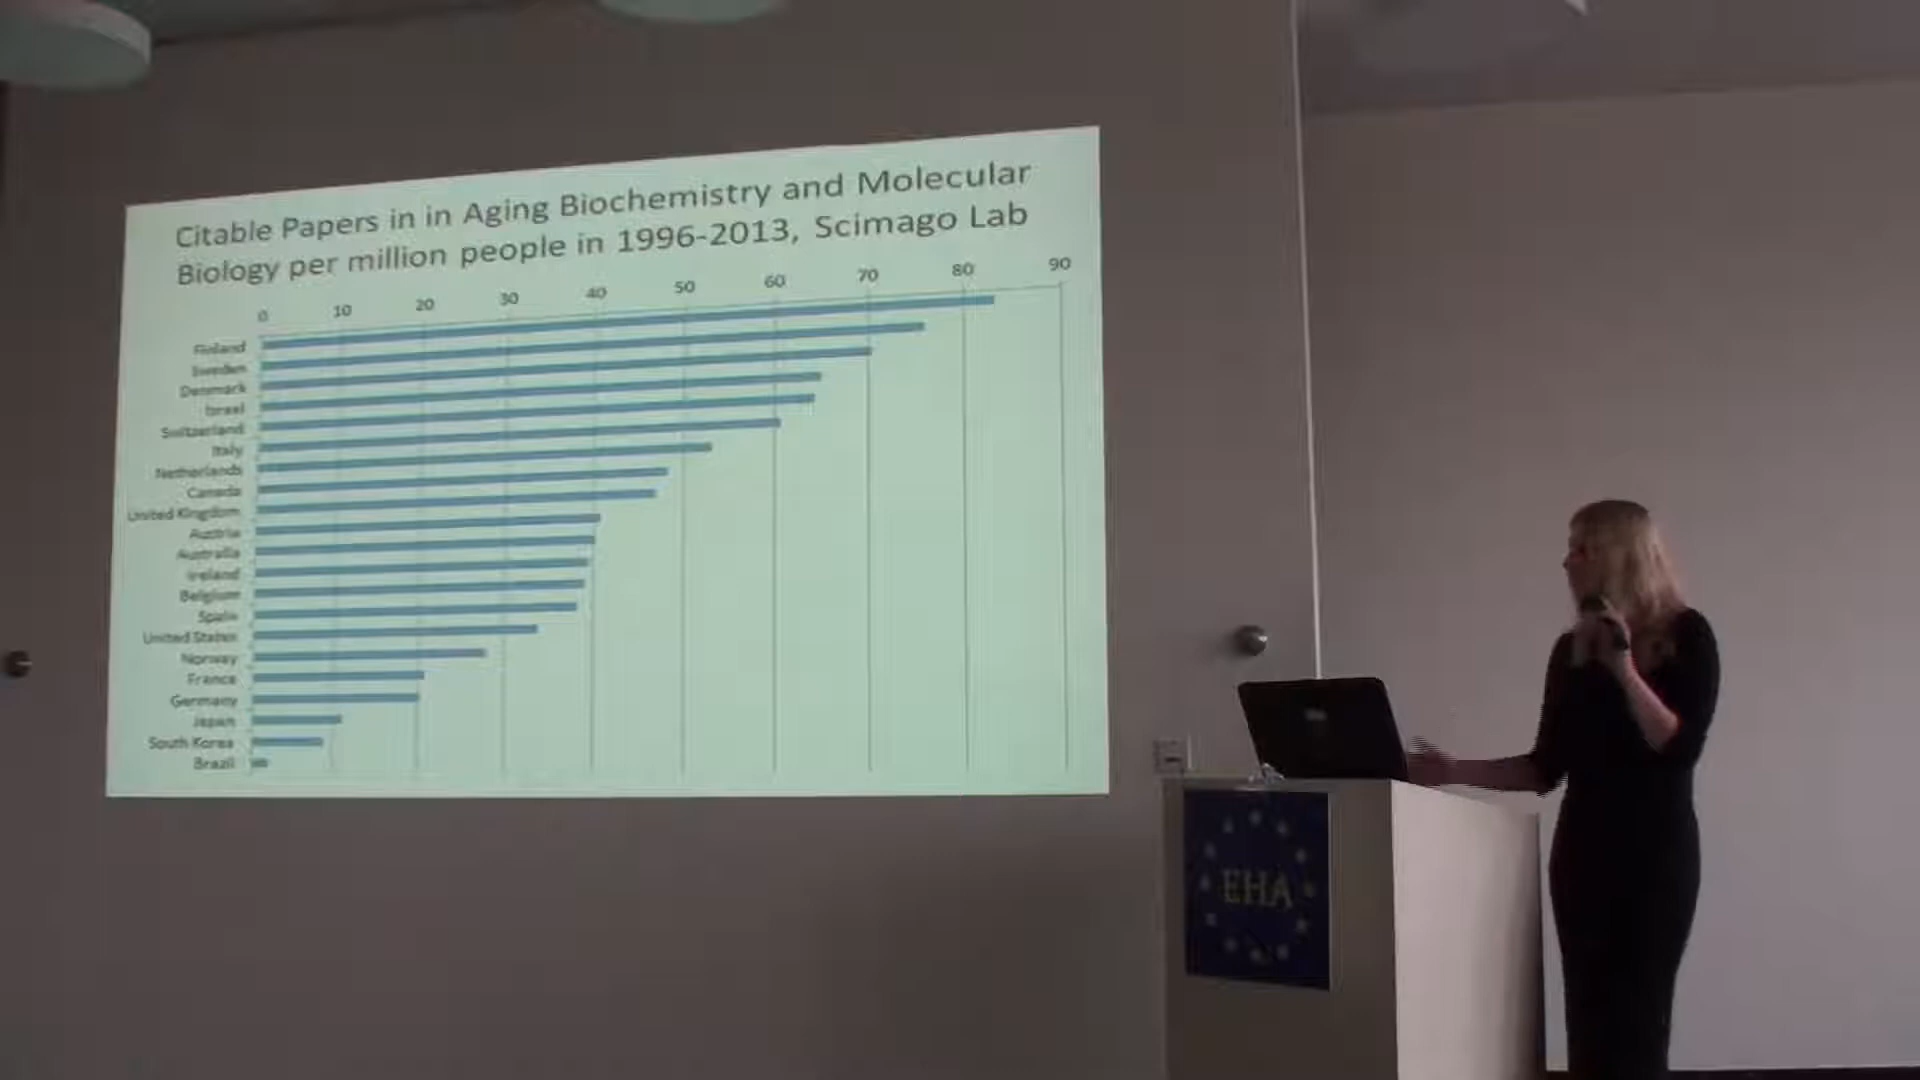 Citable Papers in in Aging Biochemistry and Molecular
Biology per million people in 1996-2013, Scimago Lab
0 10 20 30 40 50 60 70 80 90
Finland
Sweden
Denmark
Israel
Switzerland
Italy
Netherlands
Canada
United Kingdom
Austria
Australia
Ireland
Belgium
Spain
United States
Norway
France
Germany
Japan
South Korea
Brazil
EHA